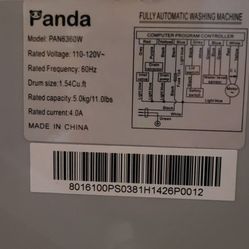 Panda
FULLY AUTOMATIC WASHING MACHINE
Model: PAN6360W
Rated Voltage: 110-120V~
Rated Frequency: 60Hz
Drum size: 1.54Cu.ft
Rated capacity:5.0kg/11.0lbs
Rated current:4.0A
MADE IN CHINA
COMPUTER PROGRAM CONTROLLER
8016100PS0381H1426P0012